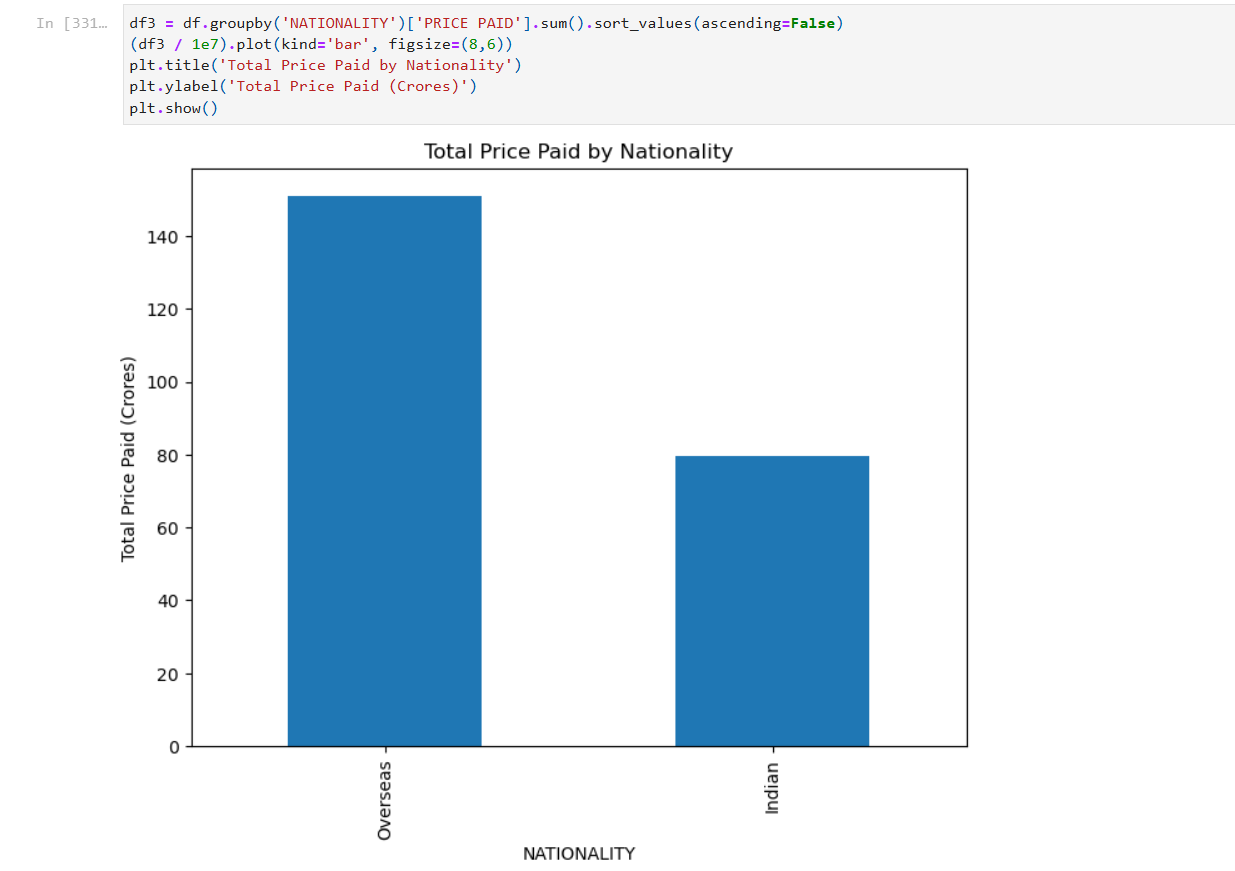 In [331…
df3 = df.groupby('NATIONALITY')['PRICE PAID'].sum().sort_values(ascending=False)
(df3 / 1e7).plot(kind='bar', figsize=(8,6))
plt.title('Total Price Paid by Nationality')
plt.ylabel('Total Price Paid (Crores)')
plt.show()
Total Price Paid by Nationality
Total Price Paid (Crores)
140
120
100
80
60
40
20
0
Overseas
Indian
NATIONALITY